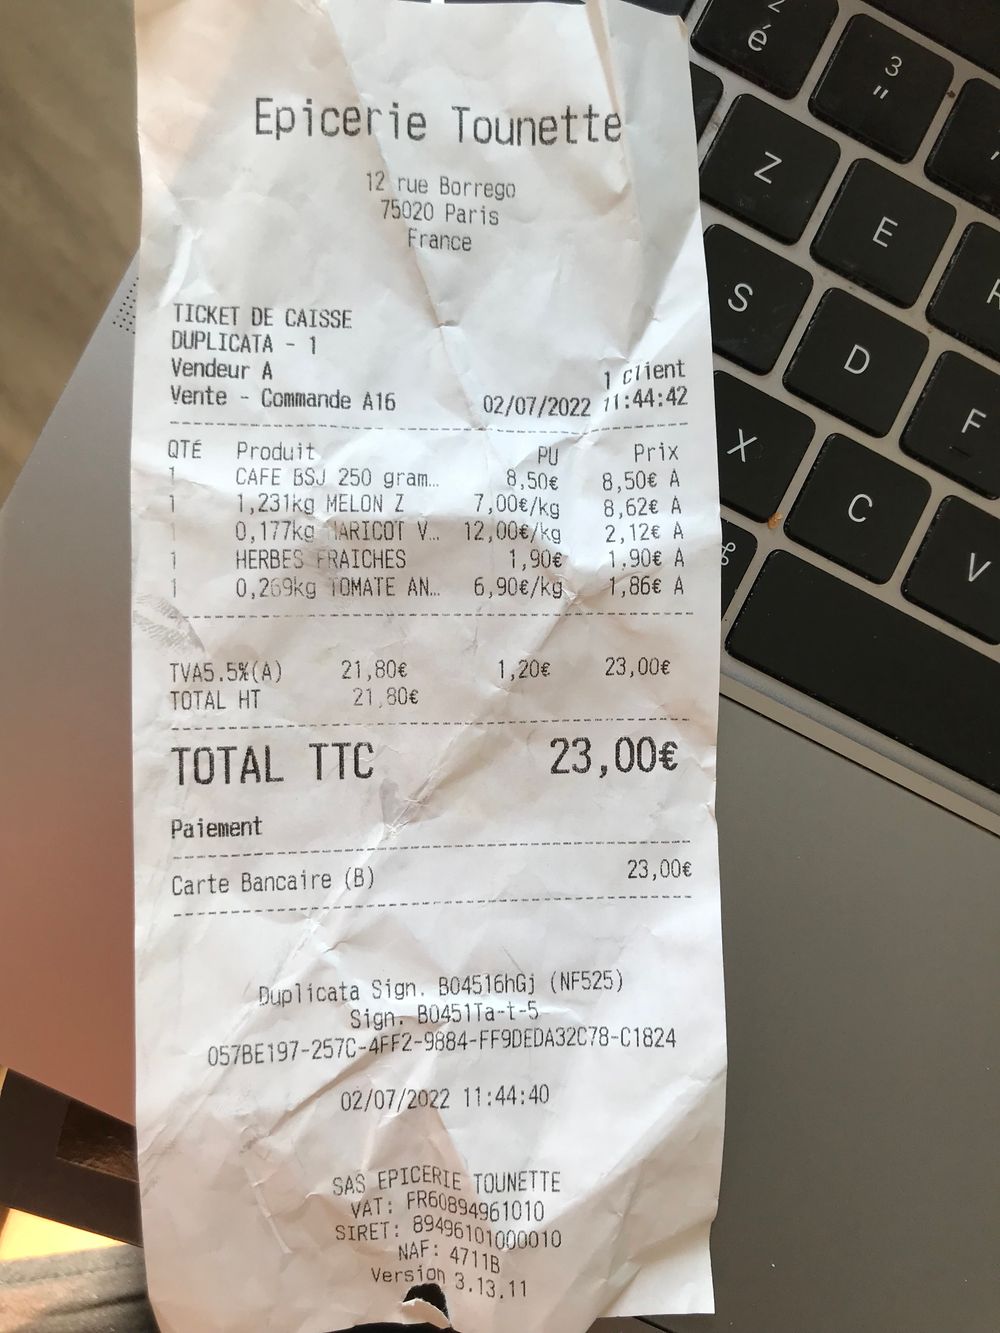 Epicerie Tounette
12 rue Borrego
75020 Paris
France
TICKET DE CAISSE
DUPLICATA - 1
Vendeur A 1 client
Vente - Commande A16 02/07/2022 11:44:42
QTÉ Produit PU Prix
1 CAFE BSJ 250 gram… 8,50€ 8,50€ A
1 1,231kg MELON Z 7,00€/kg 8,62€ A
1 0,177kg HARICOT V… 12,00€/kg 2,12€ A
1 HERBES FRAICHES 1,90€ 1,90€ A
1 0,269kg TOMATE AN… 6,90€/kg 1,86€ A
TVA5.5%(A) 21,80€ 1,20€ 23,00€
TOTAL HT 21,80€
TOTAL TTC 23,00€
Paiement
Carte Bancaire (B) 23,00€
Duplicata Sign. B04516hGj (NF525)
Sign. B0451Ta-t-5
057BE197-257C-4FF2-9884-FF9DEDA32C78-C1824
02/07/2022 11:44:40
SAS EPICERIE TOUNETTE
VAT: FR60894961010
SIRET: 89496101000010
NAF: 4711B
Version 3.13.11
2 é
3 "
Z
E
S
D
F
X
C
V
⌘